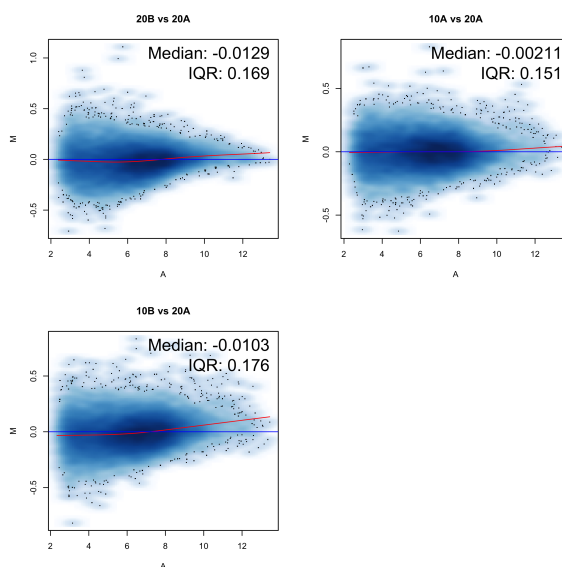 20B vs 20A
Median: -0.0129
IQR: 0.169
1.0
0.5
0.0
-0.5
M
2 4 6 8 10 12
A
10A vs 20A
Median: -0.00211
IQR: 0.151
0.5
0.0
-0.5
M
2 4 6 8 10 12
A
10B vs 20A
Median: -0.0103
IQR: 0.176
0.5
0.0
-0.5
M
2 4 6 8 10 12
A